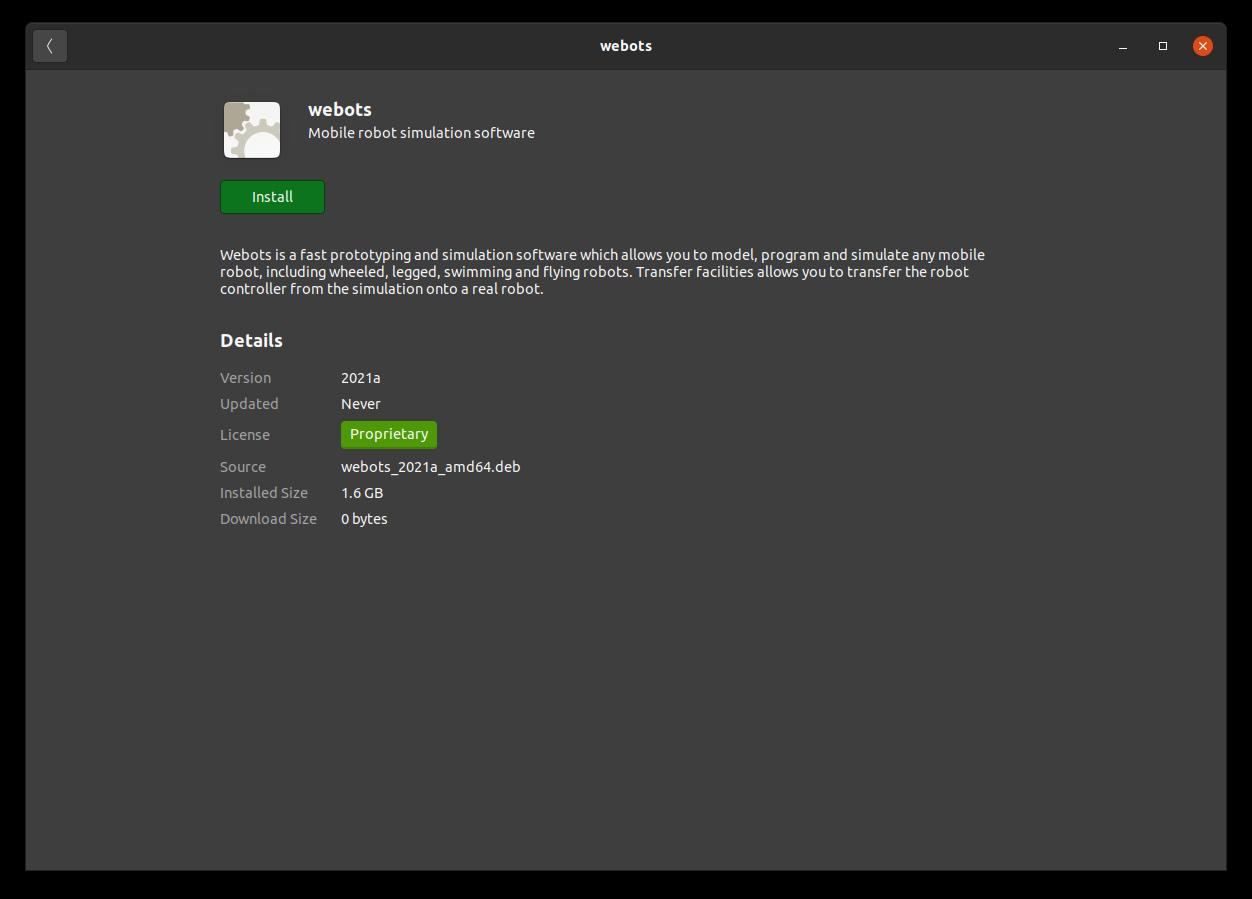 webots
webots
Mobile robot simulation software
Install
Webots is a fast prototyping and simulation software which allows you to model, program and simulate any mobile
robot, including wheeled, legged, swimming and flying robots. Transfer facilities allows you to transfer the robot
controller from the simulation onto a real robot.
Details
Version 2021a
Updated Never
License Proprietary
Source webots_2021a_amd64.deb
Installed Size 1.6 GB
Download Size 0 bytes